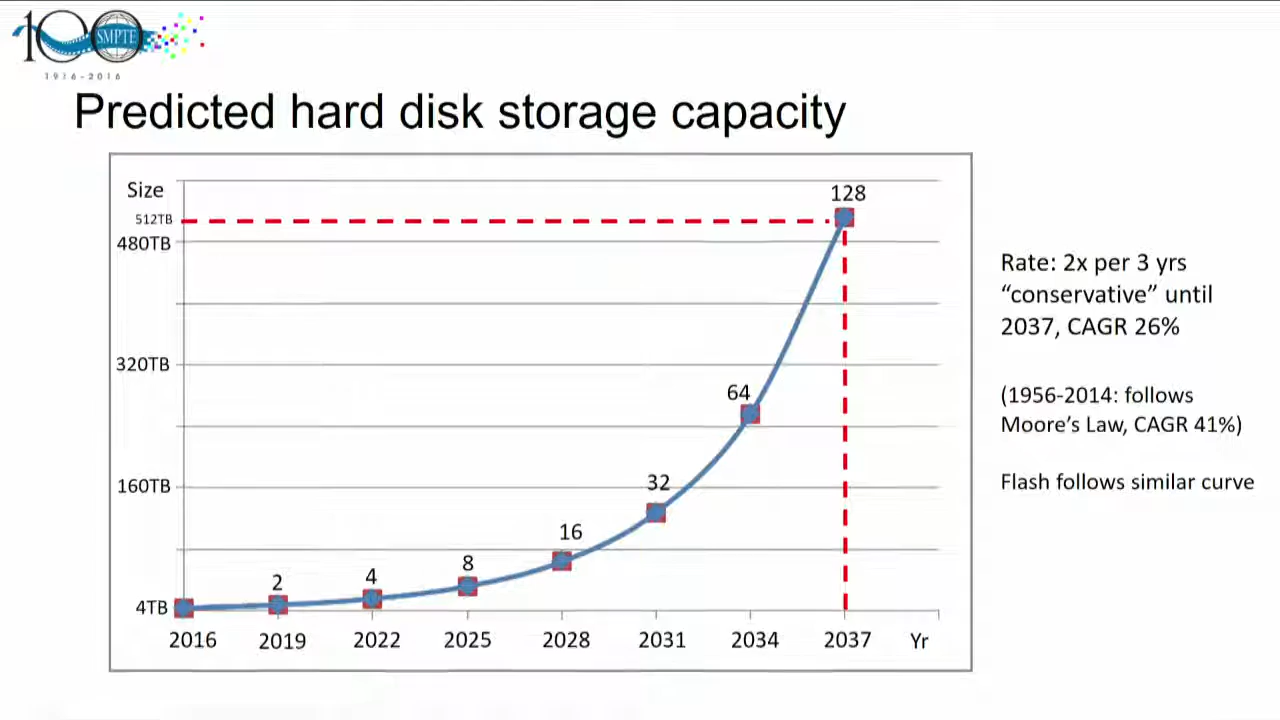 100
SMPTE
1916-2016
Predicted hard disk storage capacity
Size
512TB
480TB
320TB
160TB
4TB
2
4
8
16
32
64
128
2016 2019 2022 2025 2028 2031 2034 2037 Yr
Rate: 2x per 3 yrs
“conservative” until
2037, CAGR 26%
(1956-2014: follows
Moore’s Law, CAGR 41%)
Flash follows similar curve